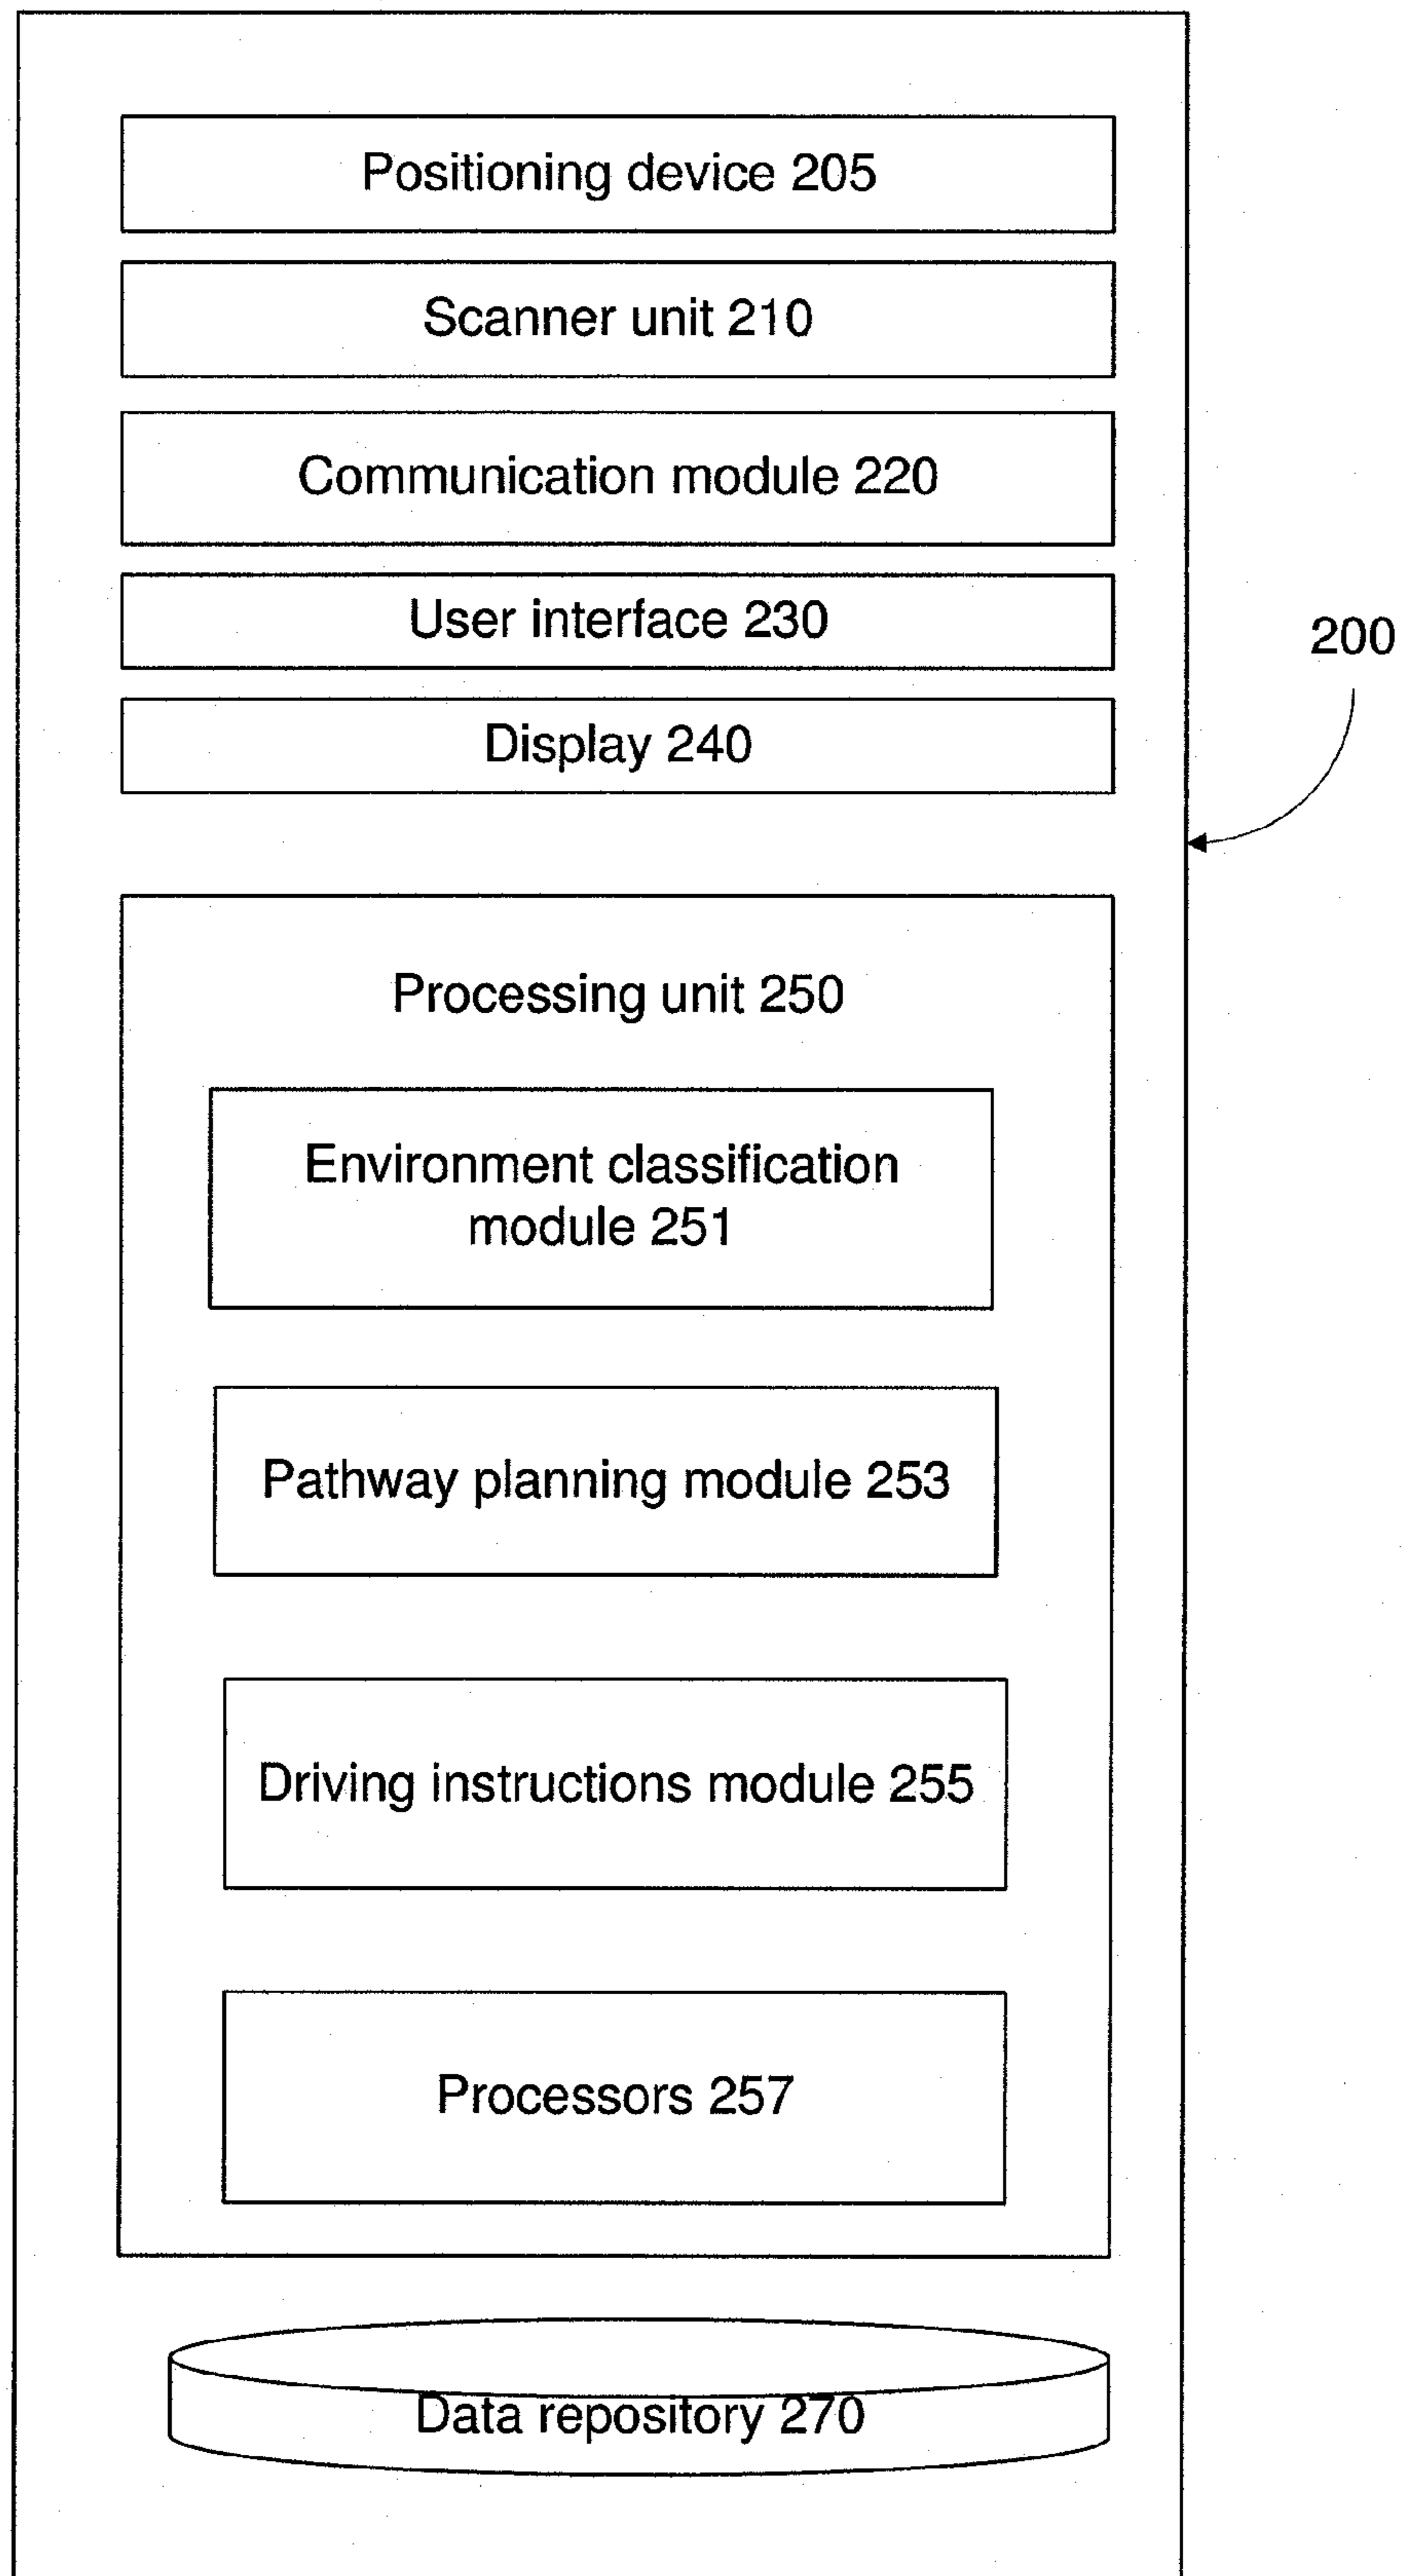 Positioning device 205
Scanner unit 210
Communication module 220
User interface 230
200
Display 240
Processing unit 250
Environment classification
module 251
Pathway planning module 253
Driving instructions module 255
Processors 257
Data repository 270